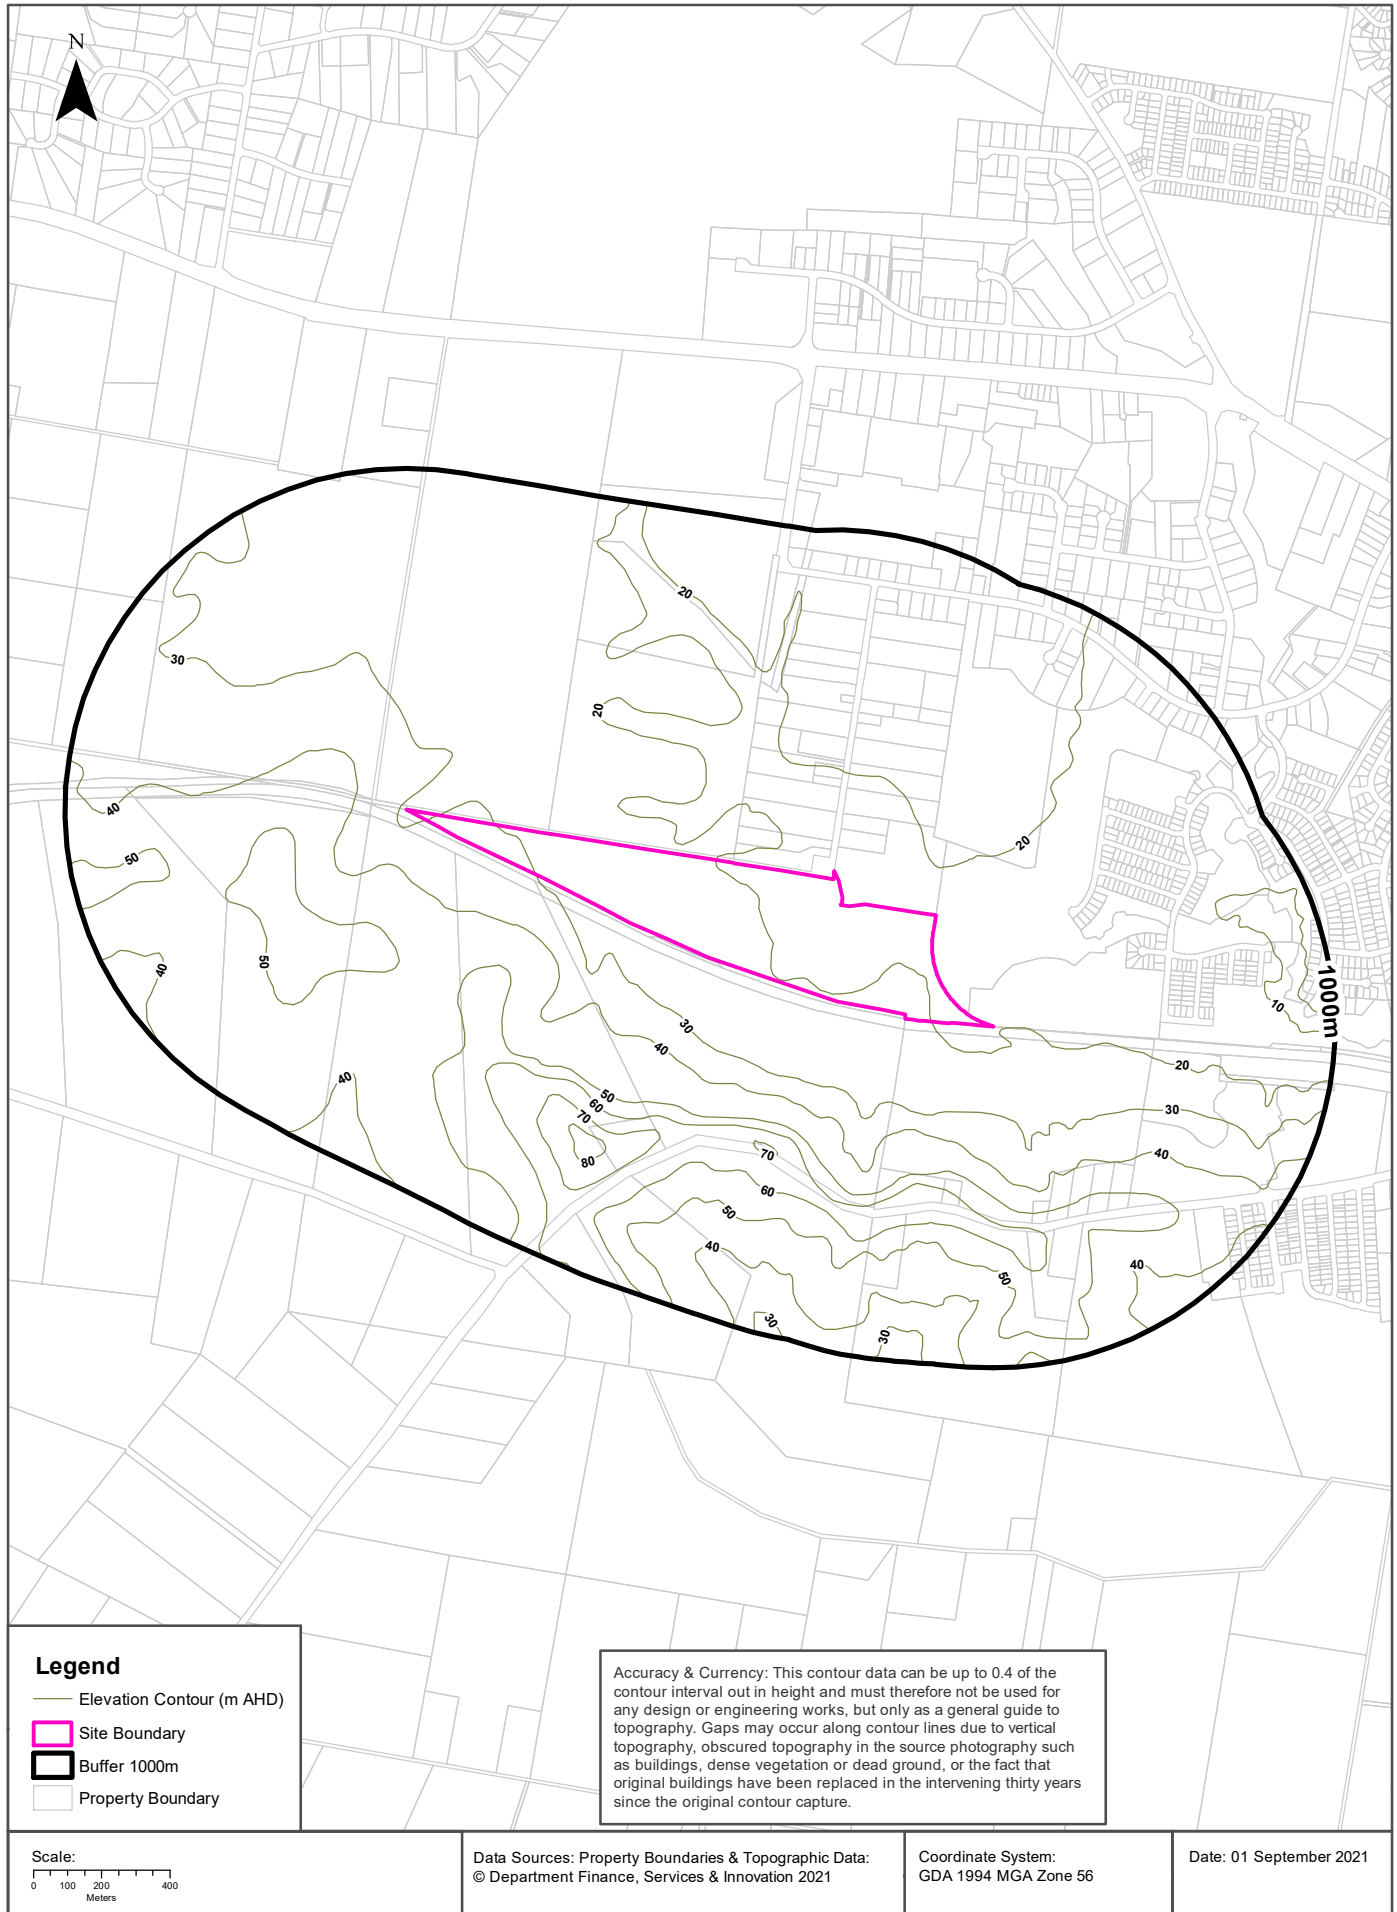 N
20
30
20
40
20
50
50
40
10
1000m
30
40
20
40
50
60
70
30
40
80
70
60
50
40
50
40
30
30
Legend
Elevation Contour (m AHD)
Site Boundary
Buffer 1000m
Property Boundary
Accuracy & Currency: This contour data can be up to 0.4 of the
contour interval out in height and must therefore not be used for
any design or engineering works, but only as a general guide to
topography. Gaps may occur along contour lines due to vertical
topography, obscured topography in the source photography such
as buildings, dense vegetation or dead ground, or the fact that
original buildings have been replaced in the intervening thirty years
since the original contour capture.
Scale:
0 100 200 400
Meters
Data Sources: Property Boundaries & Topographic Data:
© Department Finance, Services & Innovation 2021
Coordinate System:
GDA 1994 MGA Zone 56
Date: 01 September 2021